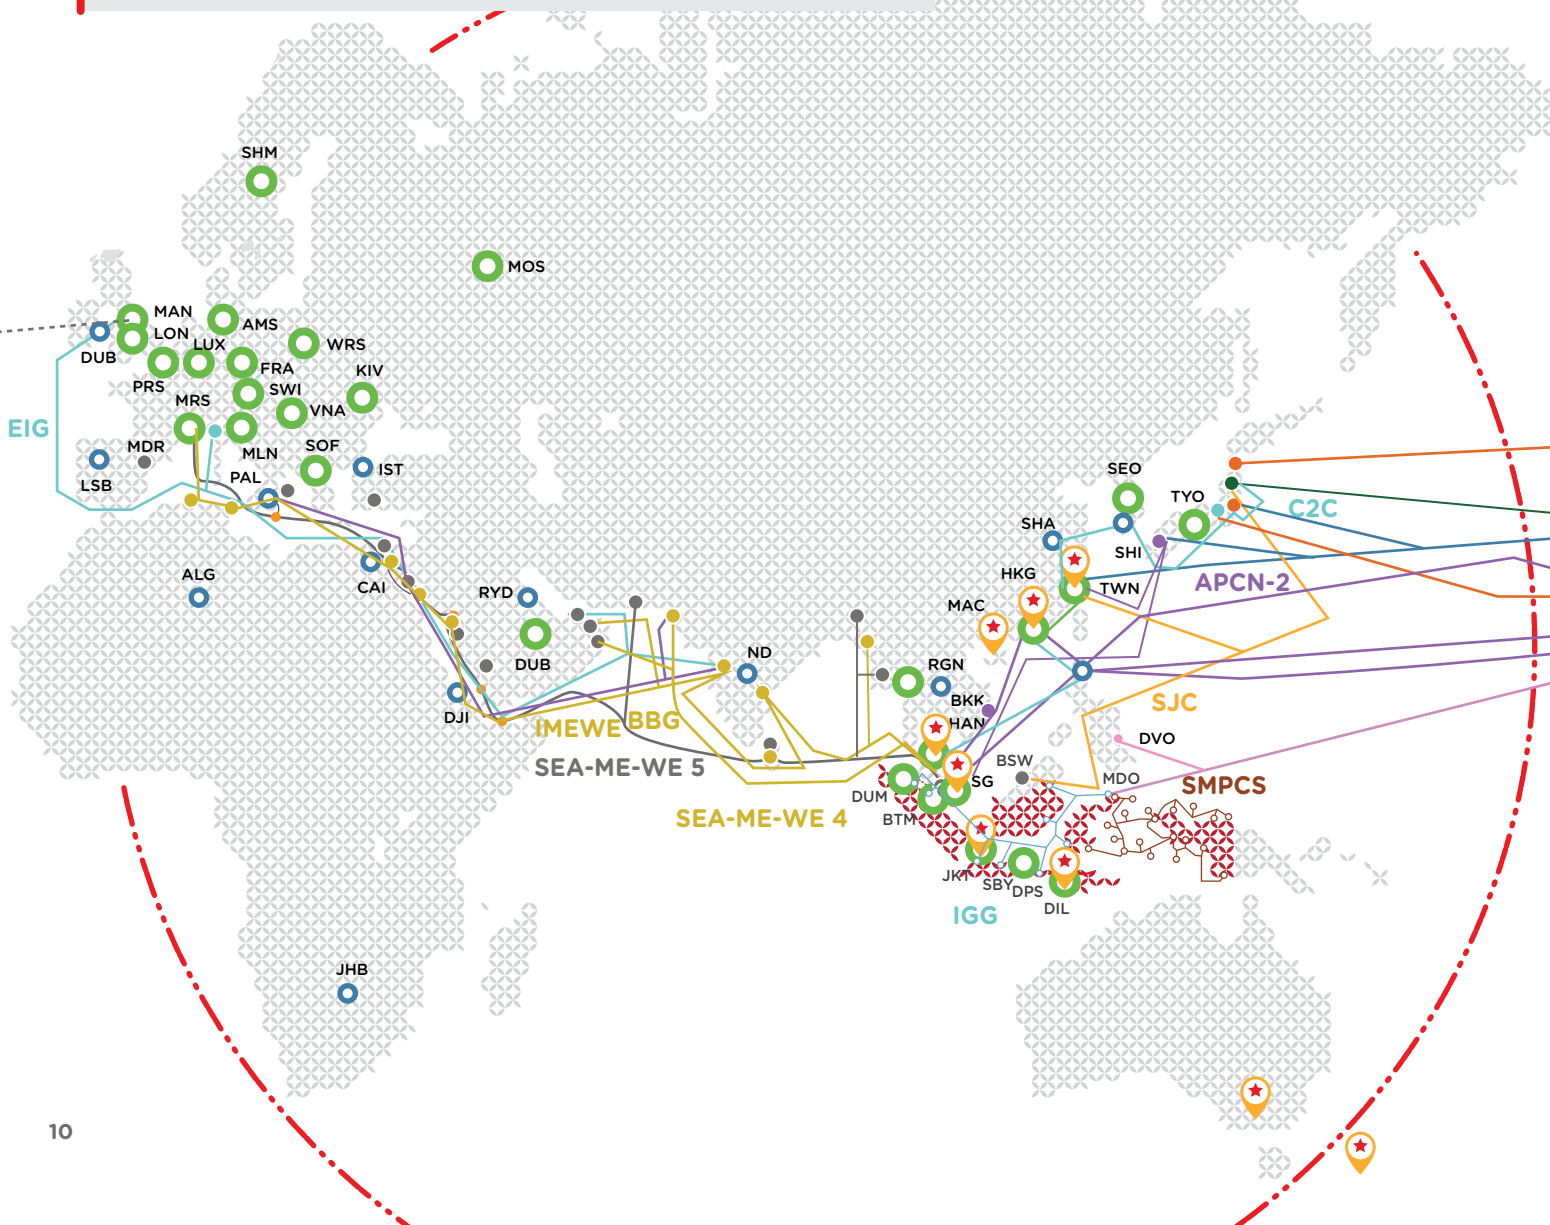 SHM
MOS
MAN
LON
AMS
DUB
LUX
WRS
PRS
FRA
KIV
SWI
MRS
VNA
EIG
MDR
MLN
SOF
LSB
PAL
IST
SEO
TYO
C2C
SHA
SHI
ALG
CAI
RYD
HKG
TWN
APCN-2
MAC
DUB
ND
RGN
BKK
DJI
IMEWE
BBG
HAN
SJC
DVO
SEA-ME-WE 5
BSW
SG
MDO
SMPCS
DUM
SEA-ME-WE 4
BTM
JKT
SBY
DPS
DIL
IGG
JHB
10